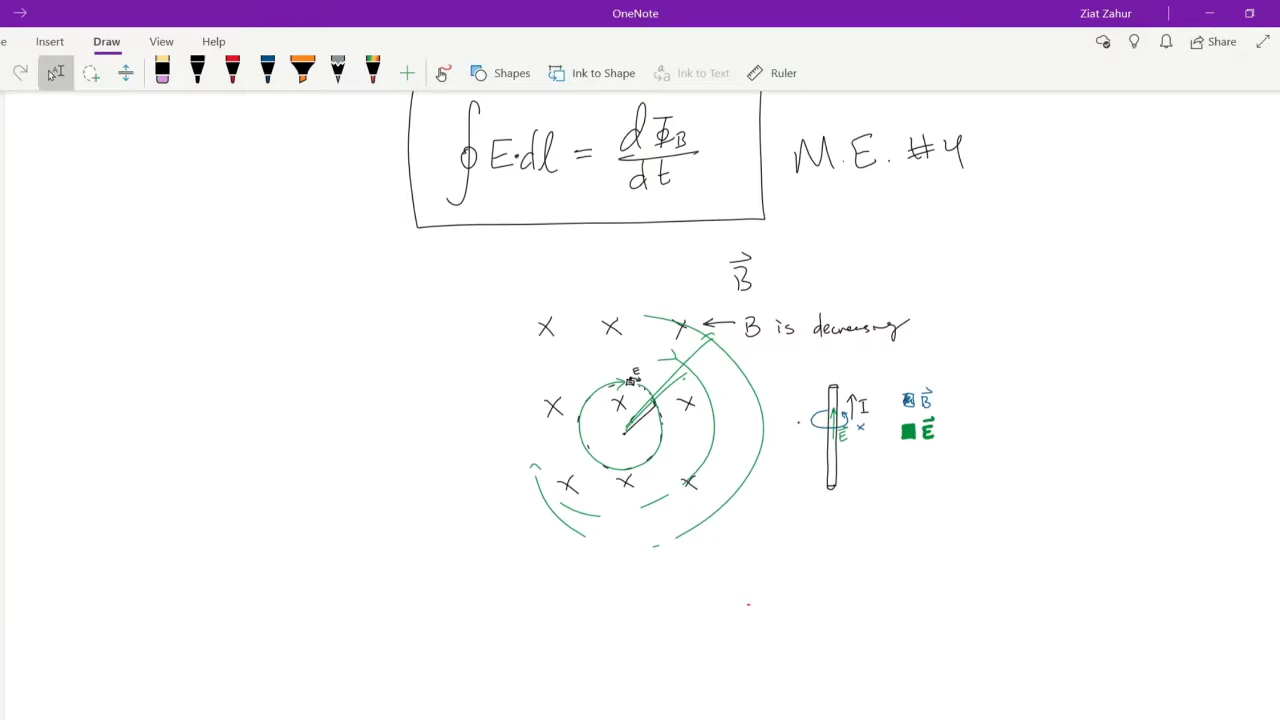 OneNote
Ziat Zahur
e Insert Draw View Help
Share
Shapes Ink to Shape Ink to Text Ruler
∮ E·dl = dΦB/dt M.E. #4
B⃗
X X X ← B is decreasing
E
X X X
X X X
↑ I
x
E
B⃗
E⃗